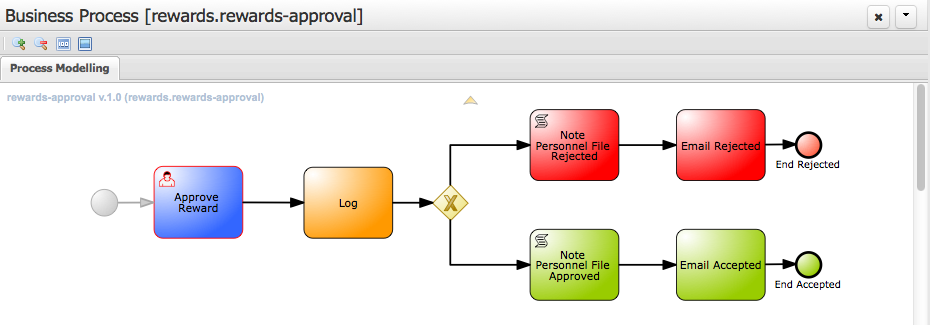 Business Process [rewards.rewards-approval]
Process Modelling
rewards-approval v.1.0 (rewards.rewards-approval)
Approve
Reward
Log
X
Note
Personnel File
Rejected
Email Rejected
End Rejected
Note
Personnel File
Approved
Email Accepted
End Accepted